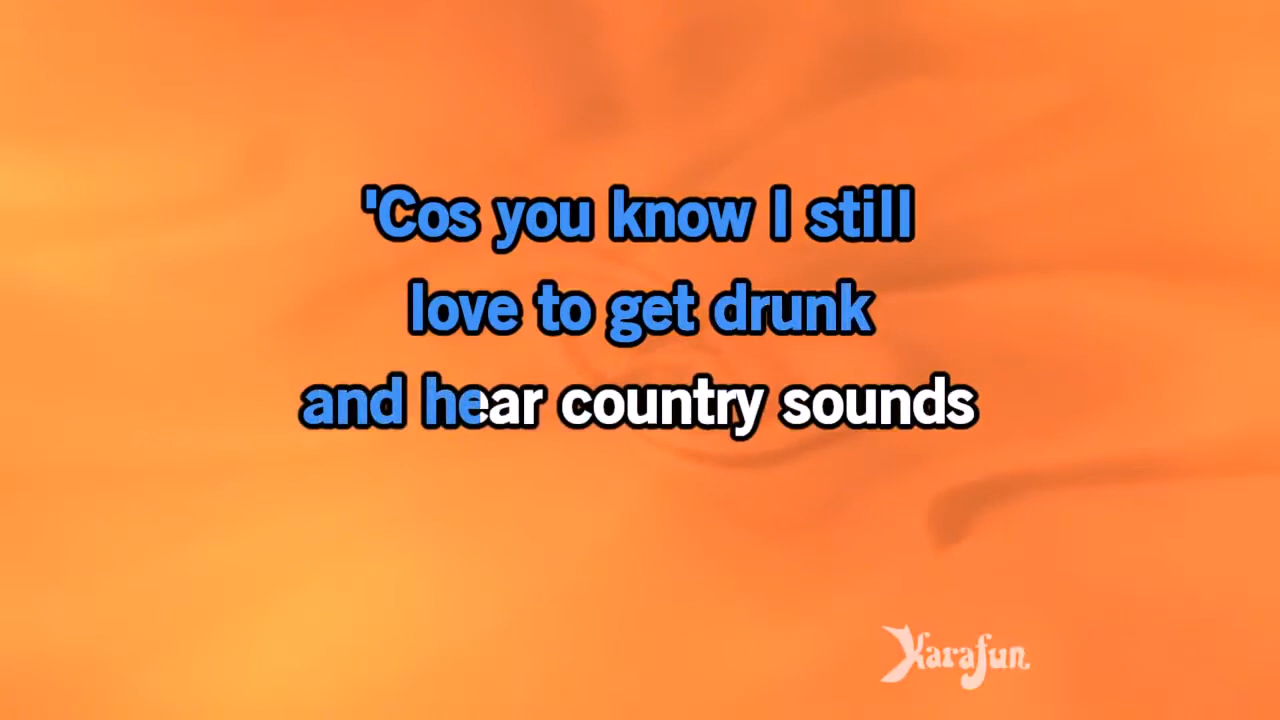 'Cos you know I still
love to get drunk
and hear country sounds
Karafun